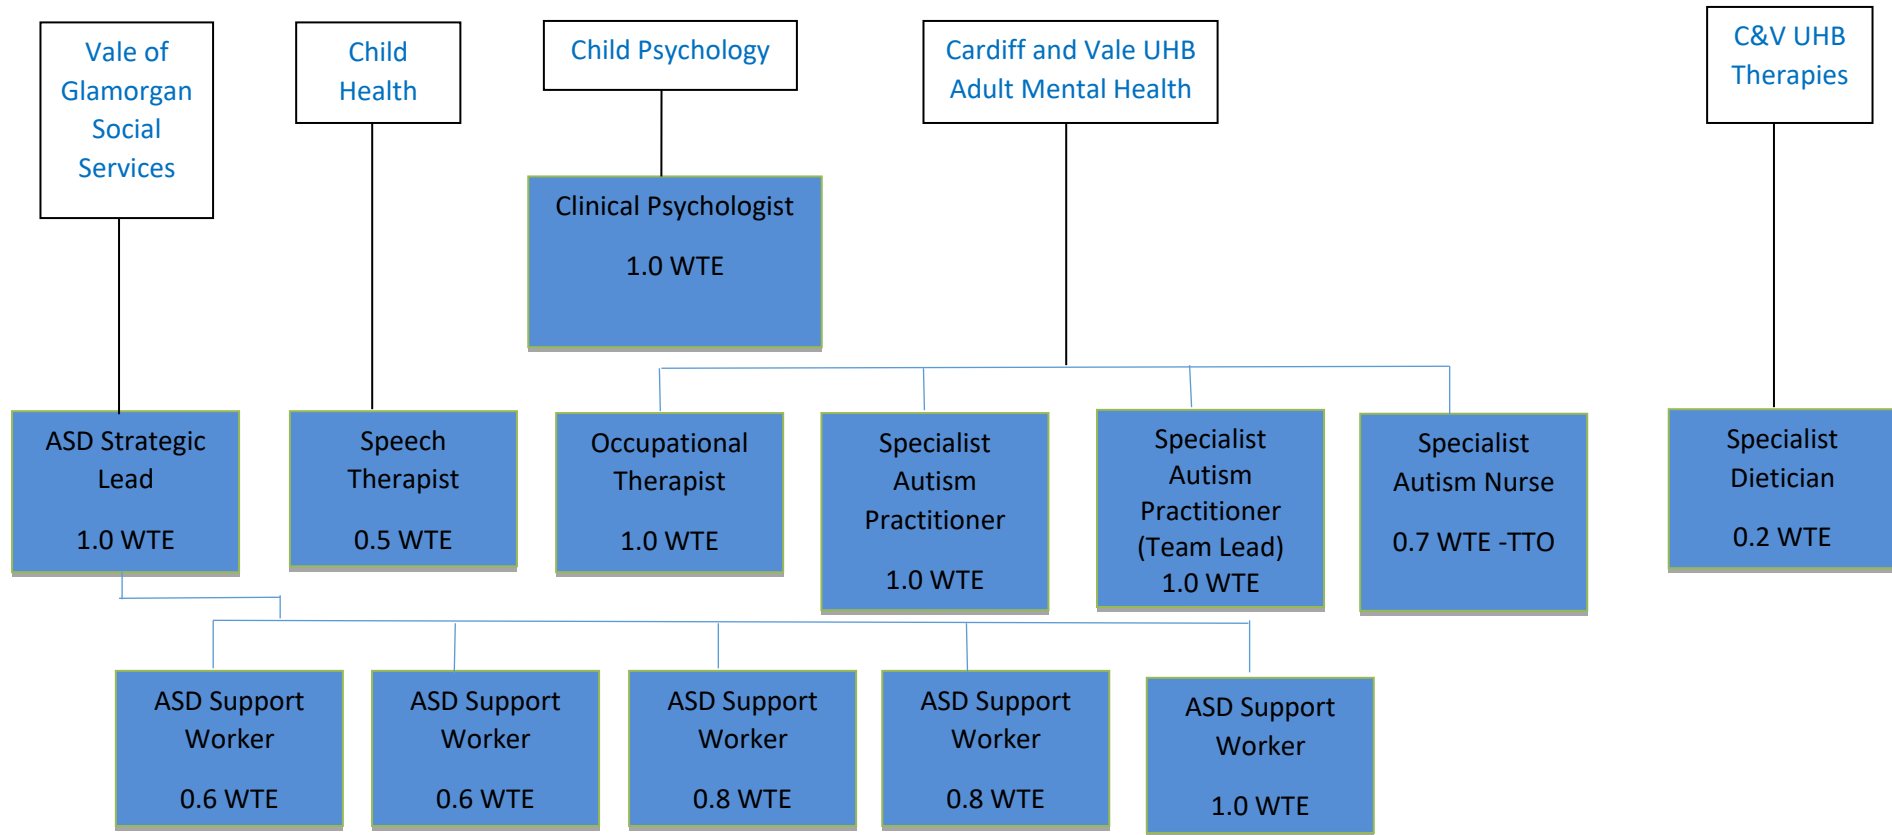 Vale of
Glamorgan
Social
Services
Child
Health
Child Psychology
Cardiff and Vale UHB
Adult Mental Health
C&V UHB
Therapies
Clinical Psychologist
1.0 WTE
ASD Strategic
Lead
1.0 WTE
Speech
Therapist
0.5 WTE
Occupational
Therapist
1.0 WTE
Specialist
Autism
Practitioner
1.0 WTE
Specialist
Autism
Practitioner
(Team Lead)
1.0 WTE
Specialist
Autism Nurse
0.7 WTE -TTO
Specialist
Dietician
0.2 WTE
ASD Support
Worker
0.6 WTE
ASD Support
Worker
0.6 WTE
ASD Support
Worker
0.8 WTE
ASD Support
Worker
0.8 WTE
ASD Support
Worker
1.0 WTE